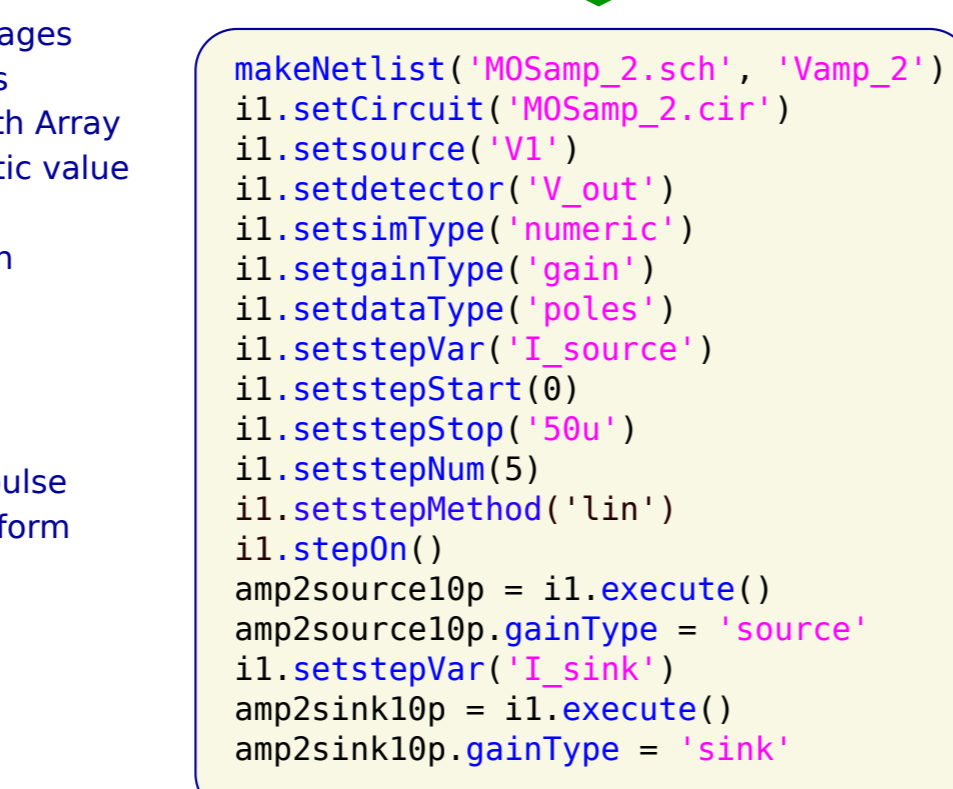 ages
s
th Array
tic value
n
ulse
form
makeNetlist('MOSamp_2.sch', 'Vamp_2')
i1.setCircuit('MOSamp_2.cir')
i1.setsource('V1')
i1.setdetector('V_out')
i1.setsimType('numeric')
i1.setgainType('gain')
i1.setdataType('poles')
i1.setstepVar('I_source')
i1.setstepStart(0)
i1.setstepStop('50u')
i1.setstepNum(5)
i1.setstepMethod('lin')
i1.stepOn()
amp2source10p = i1.execute()
amp2source10p.gainType = 'source'
i1.setstepVar('I_sink')
amp2sink10p = i1.execute()
amp2sink10p.gainType = 'sink'